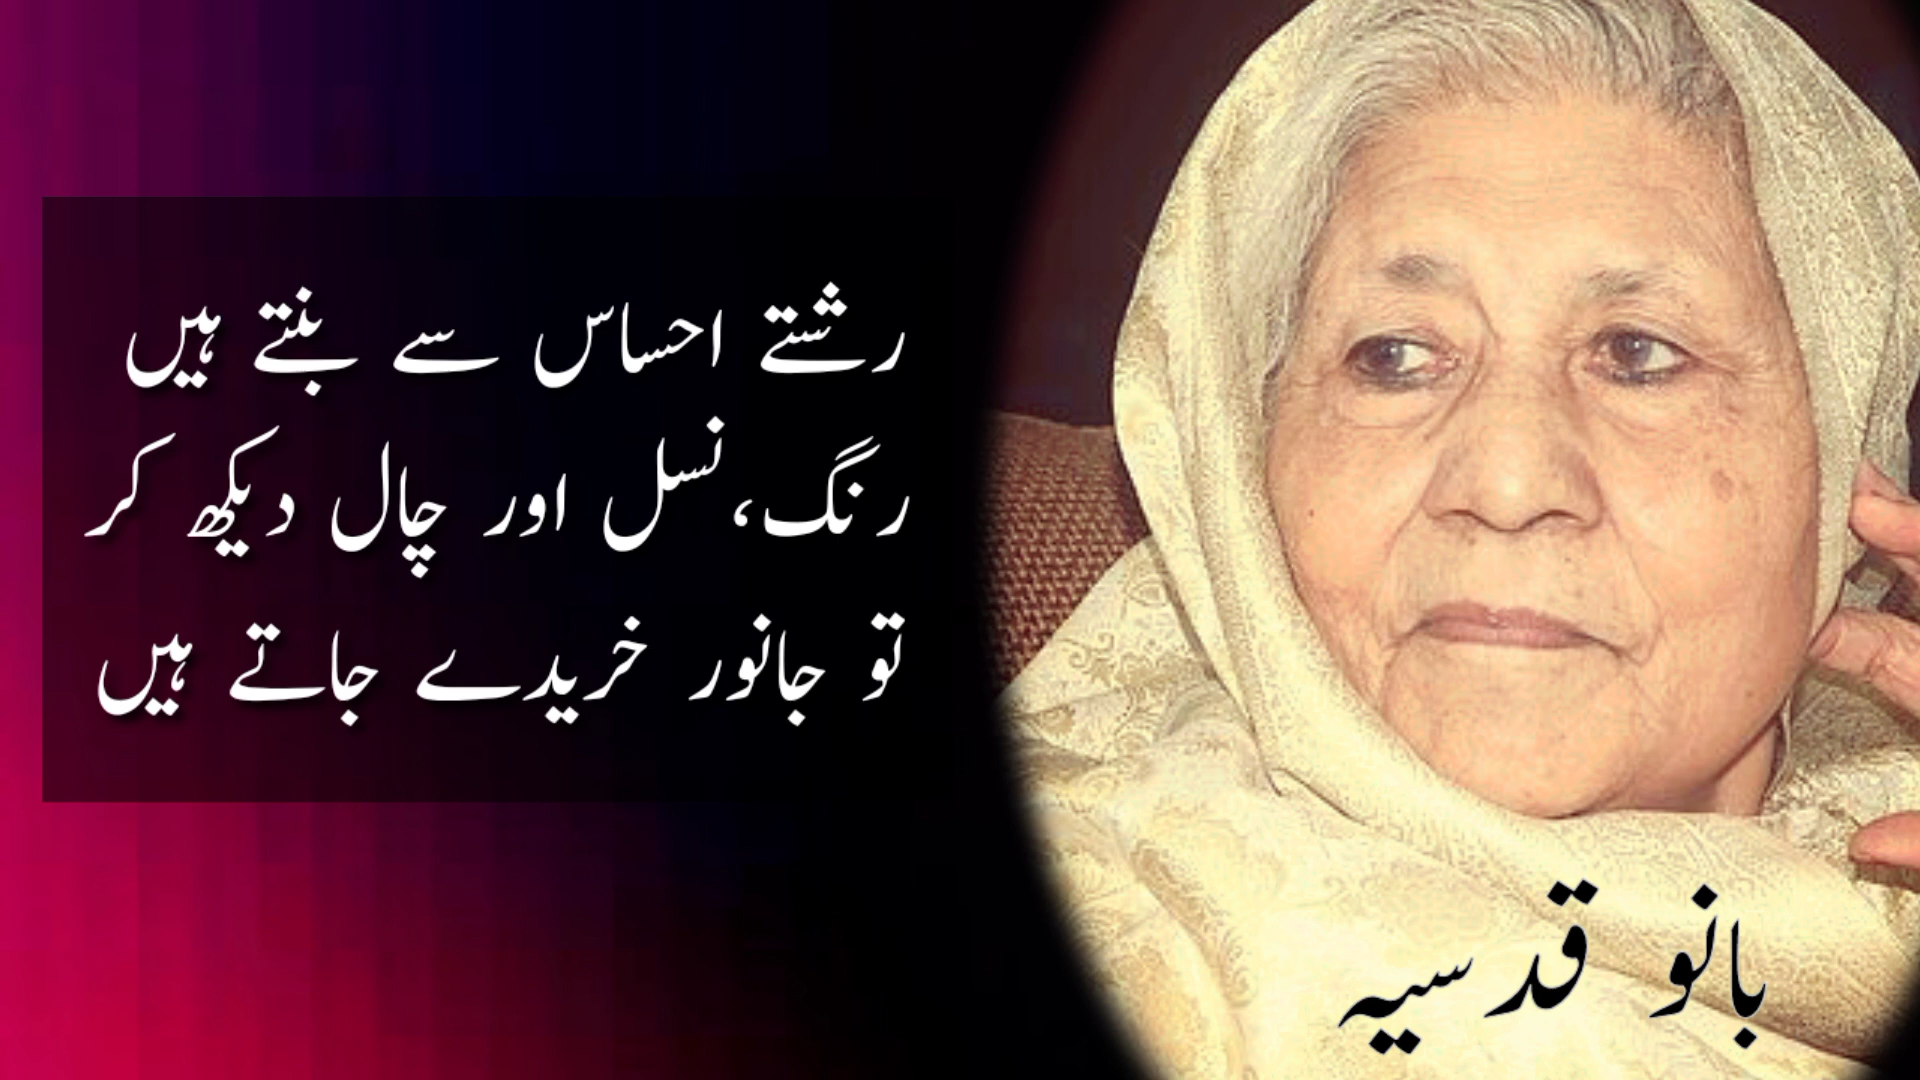 رشتے احساس سے بنتے ہیں
رنگ،نسل اور چال دیکھ کر
تو جانور خریدے جاتے ہیں
بانو قدسیہ